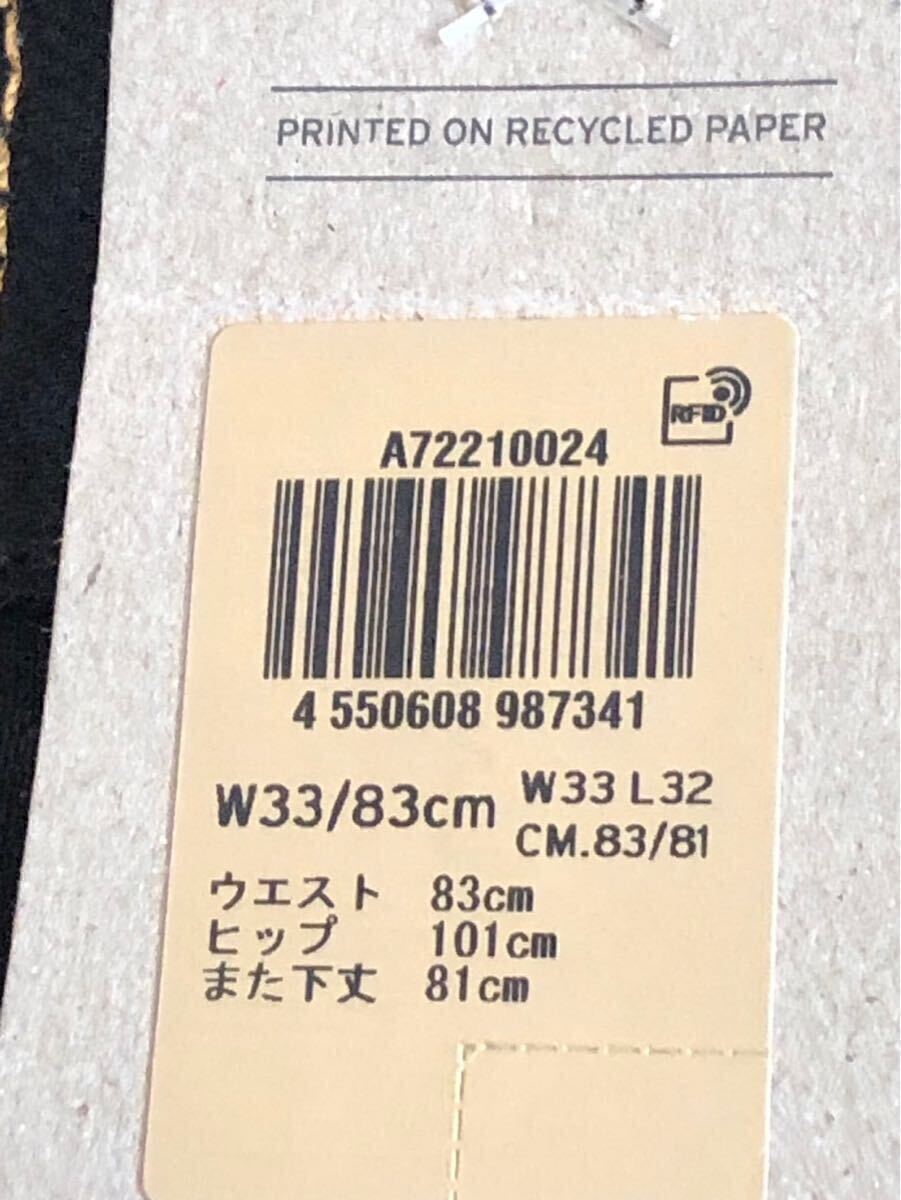 PRINTED ON RECYCLED PAPER
RFID
A72210024
4 550608 987341
W33/83cm
W33 L32
CM.83/81
ウエスト 83cm
ヒップ 101cm
また下丈 81cm